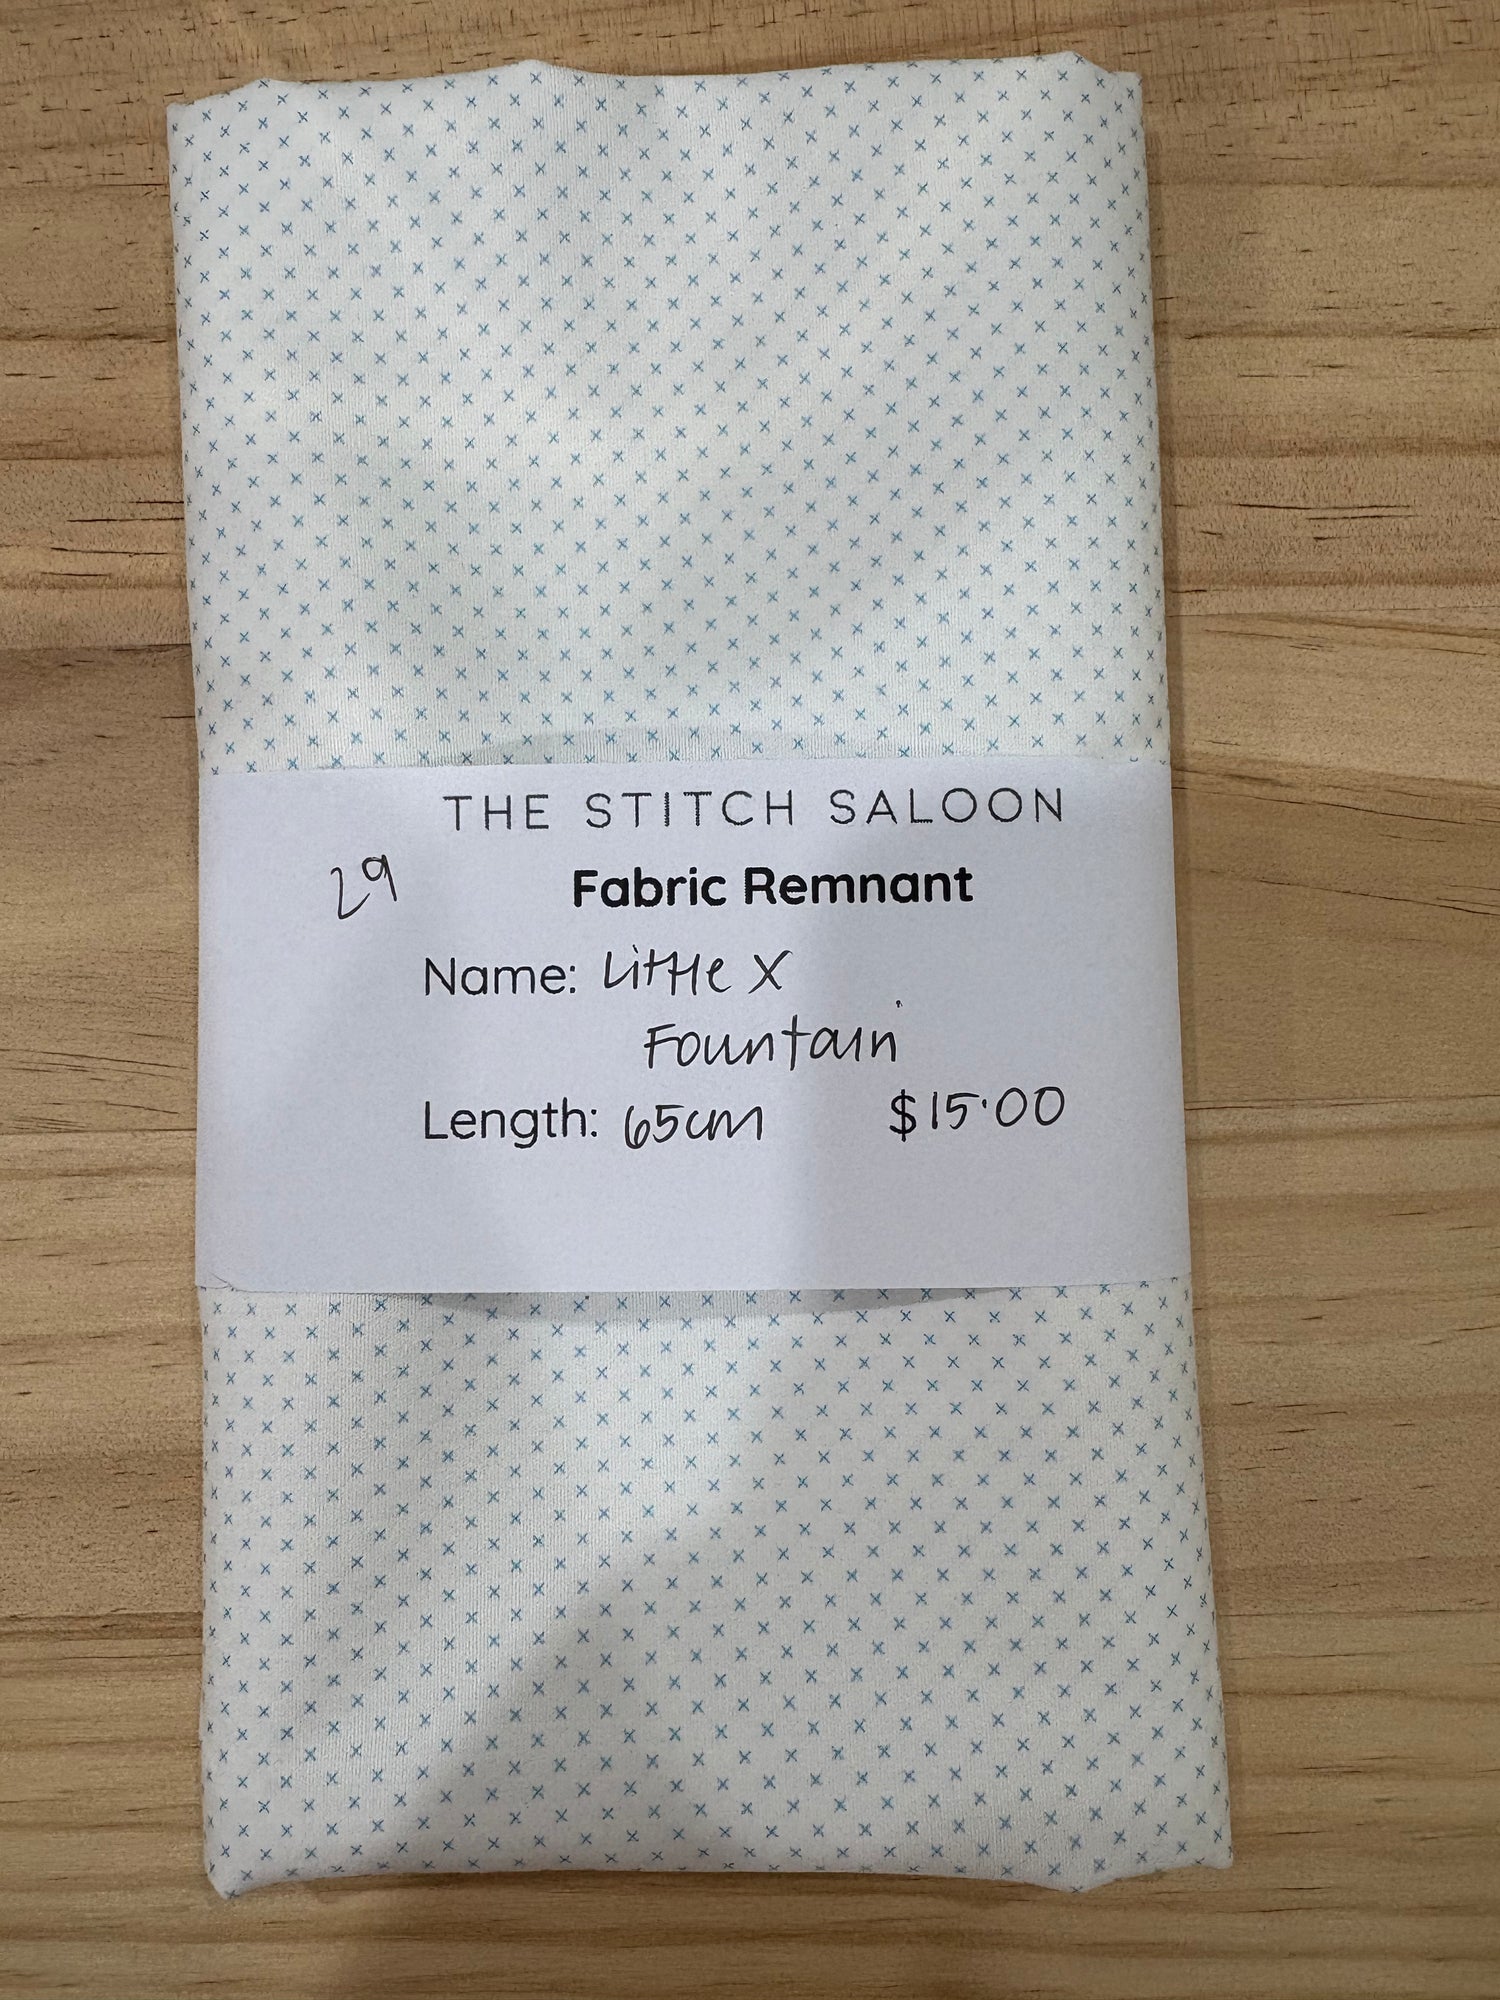 THE STITCH SALOON
29
Fabric Remnant
Name: Little X
Fountain
Length: 65cm $15.00